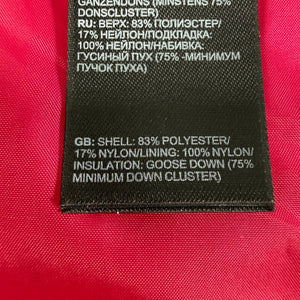 GANZENDONS (MINSTENS 75%
DONSCLUSTER)
RU: ВЕРХ: 83% ПОЛИЭСТЕР/
17% НЕЙЛОН/ПОДКЛАДКА:
100% НЕЙЛОН/НАБИВКА:
ГУСИНЫЙ ПУХ (75% -МИНИМУМ
ПУЧОК ПУХА)
GB: SHELL: 83% POLYESTER/
17% NYLON/LINING: 100% NYLON/
INSULATION: GOOSE DOWN (75%
MINIMUM DOWN CLUSTER)